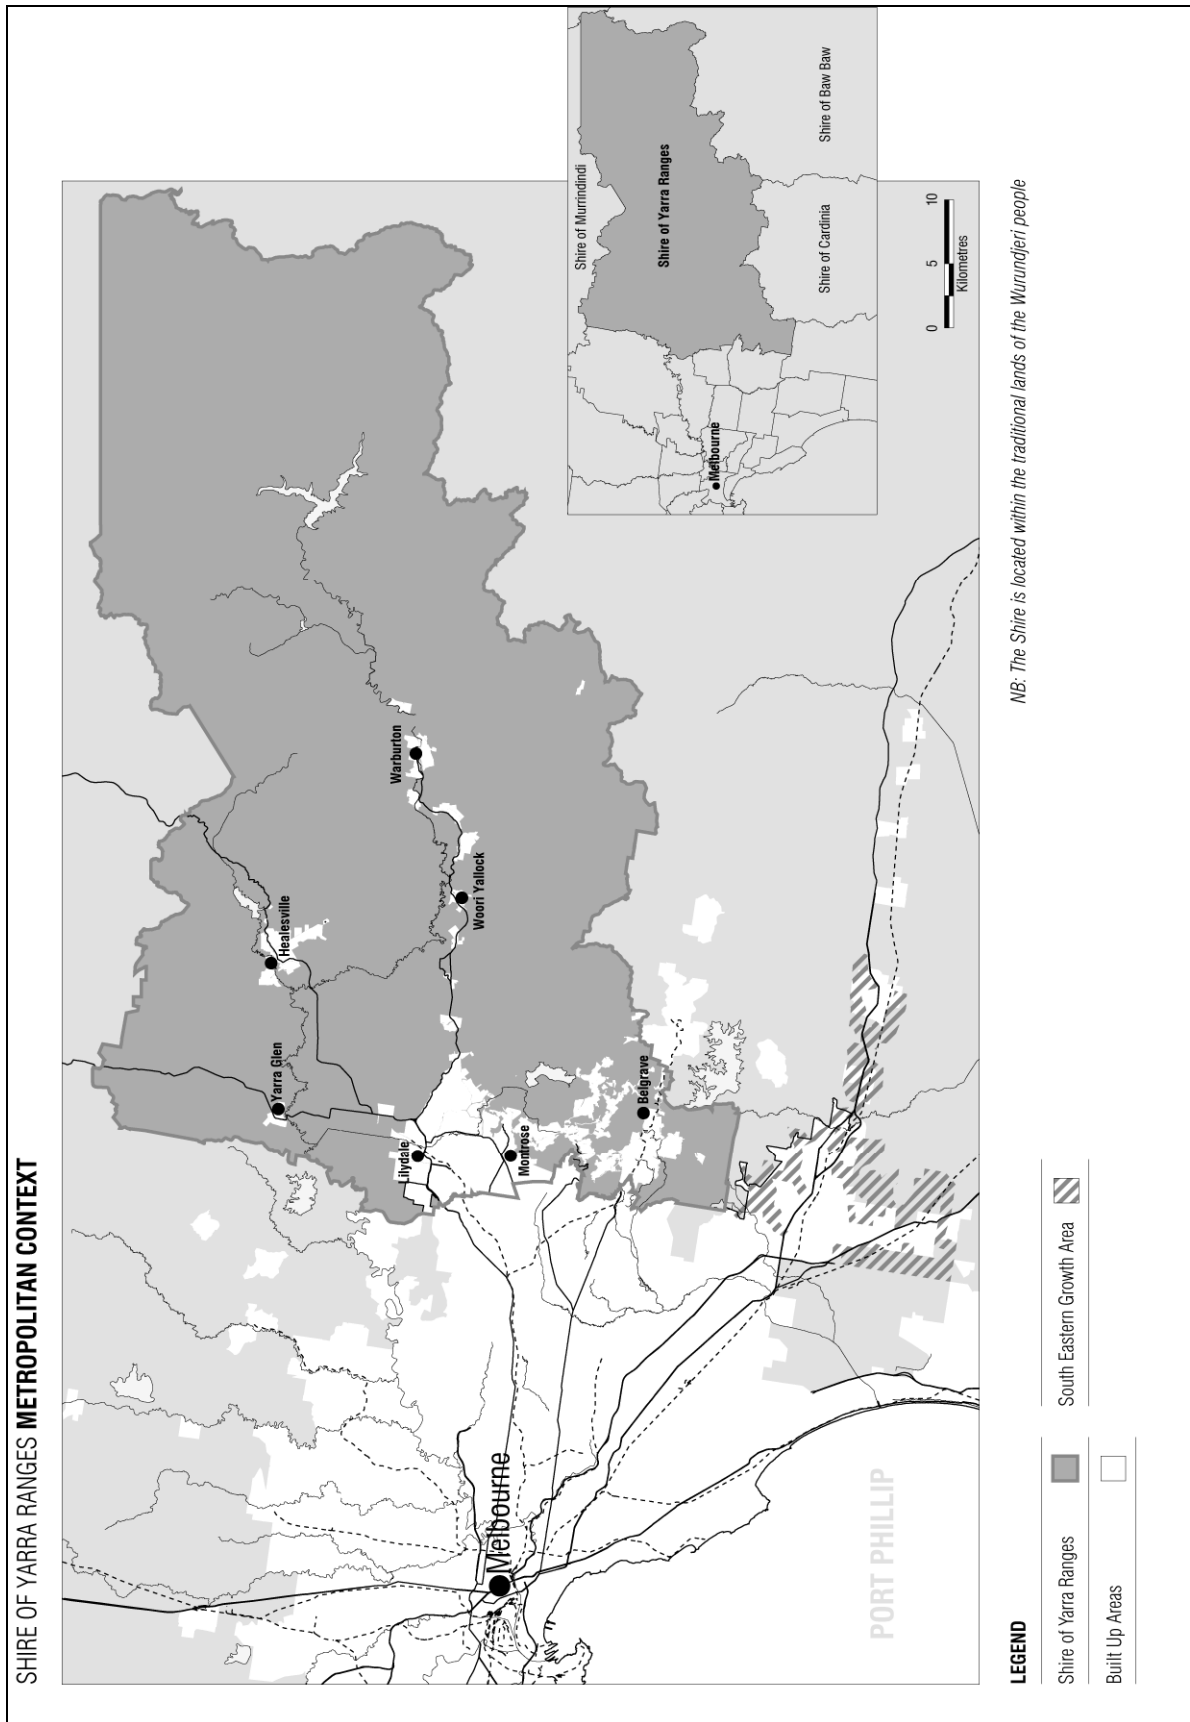 SHIRE OF YARRA RANGES METROPOLITAN CONTEXT
Yarra Glen
Healesville
Warburton
Woori Yallock
Lilydale
Montrose
Belgrave
Melbourne
PORT PHILLIP
Shire of Murrindindi
Shire of Yarra Ranges
Shire of Baw Baw
Shire of Cardinia
Melbourne
0 5 10
Kilometres
LEGEND
Shire of Yarra Ranges
South Eastern Growth Area
Built Up Areas
NB: The Shire is located within the traditional lands of the Wurundjeri people